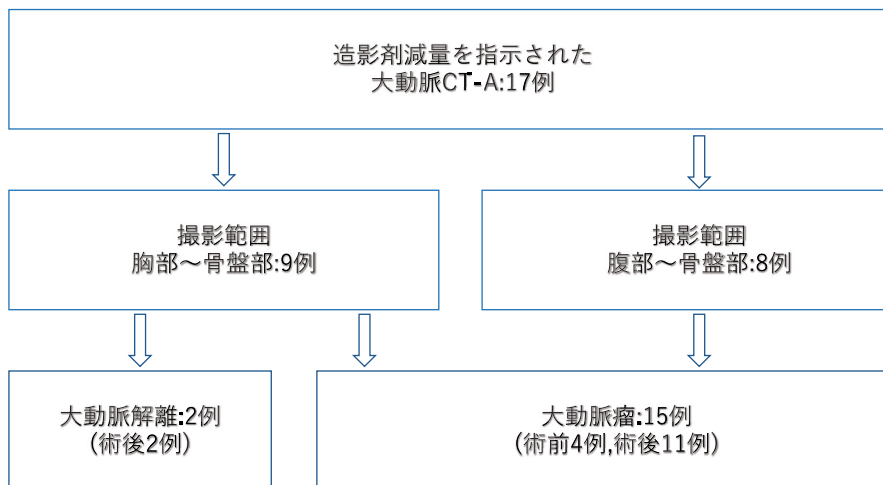 造影剤減量を指示された
大動脈CT-A:17例
撮影範囲
胸部～骨盤部:9例
撮影範囲
腹部～骨盤部:8例
大動脈解離:2例
(術後2例)
大動脈瘤:15例
(術前4例,術後11例)